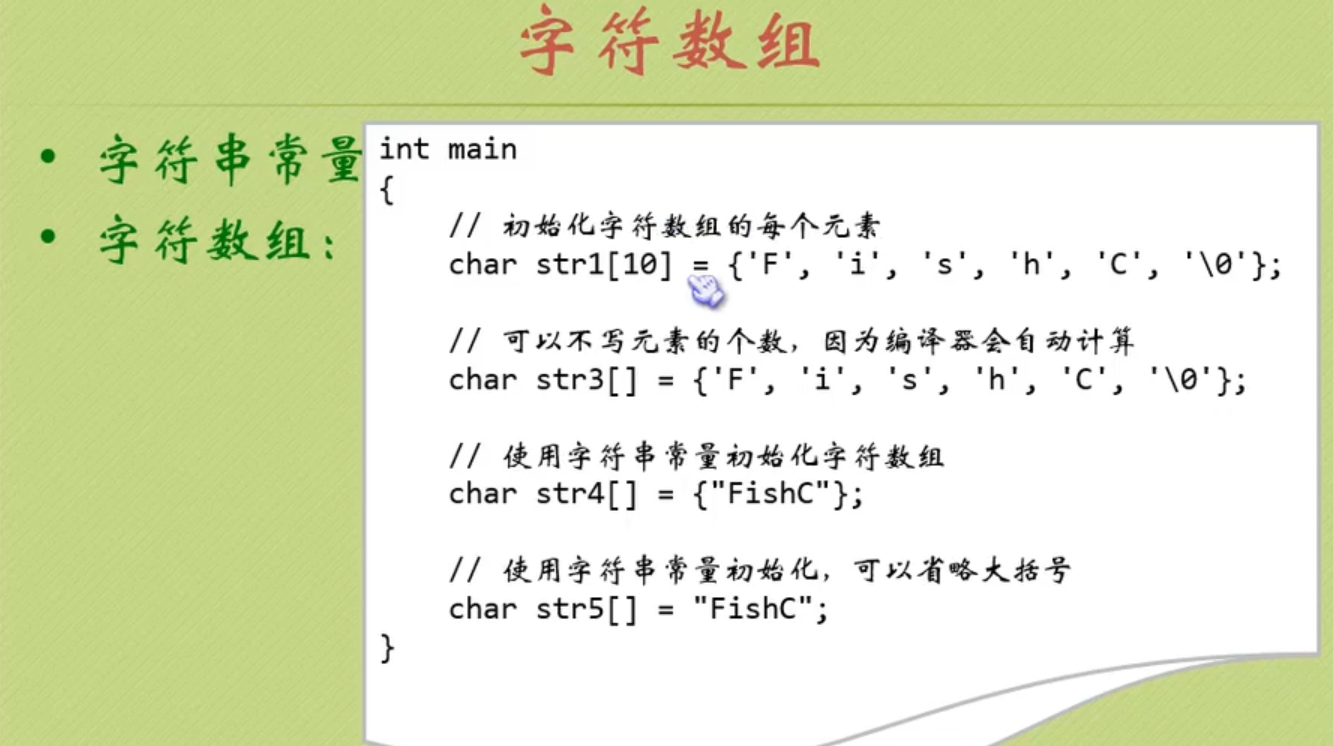 字符数组
• 字符串常量
• 字符数组：
int main
{
    // 初始化字符数组的每个元素
    char str1[10] = {'F', 'i', 's', 'h', 'C', '\0'};
    // 可以不写元素的个数，因为编译器会自动计算
    char str3[] = {'F', 'i', 's', 'h', 'C', '\0'};
    // 使用字符串常量初始化字符数组
    char str4[] = {"FishC"};
    // 使用字符串常量初始化，可以省略大括号
    char str5[] = "FishC";
}